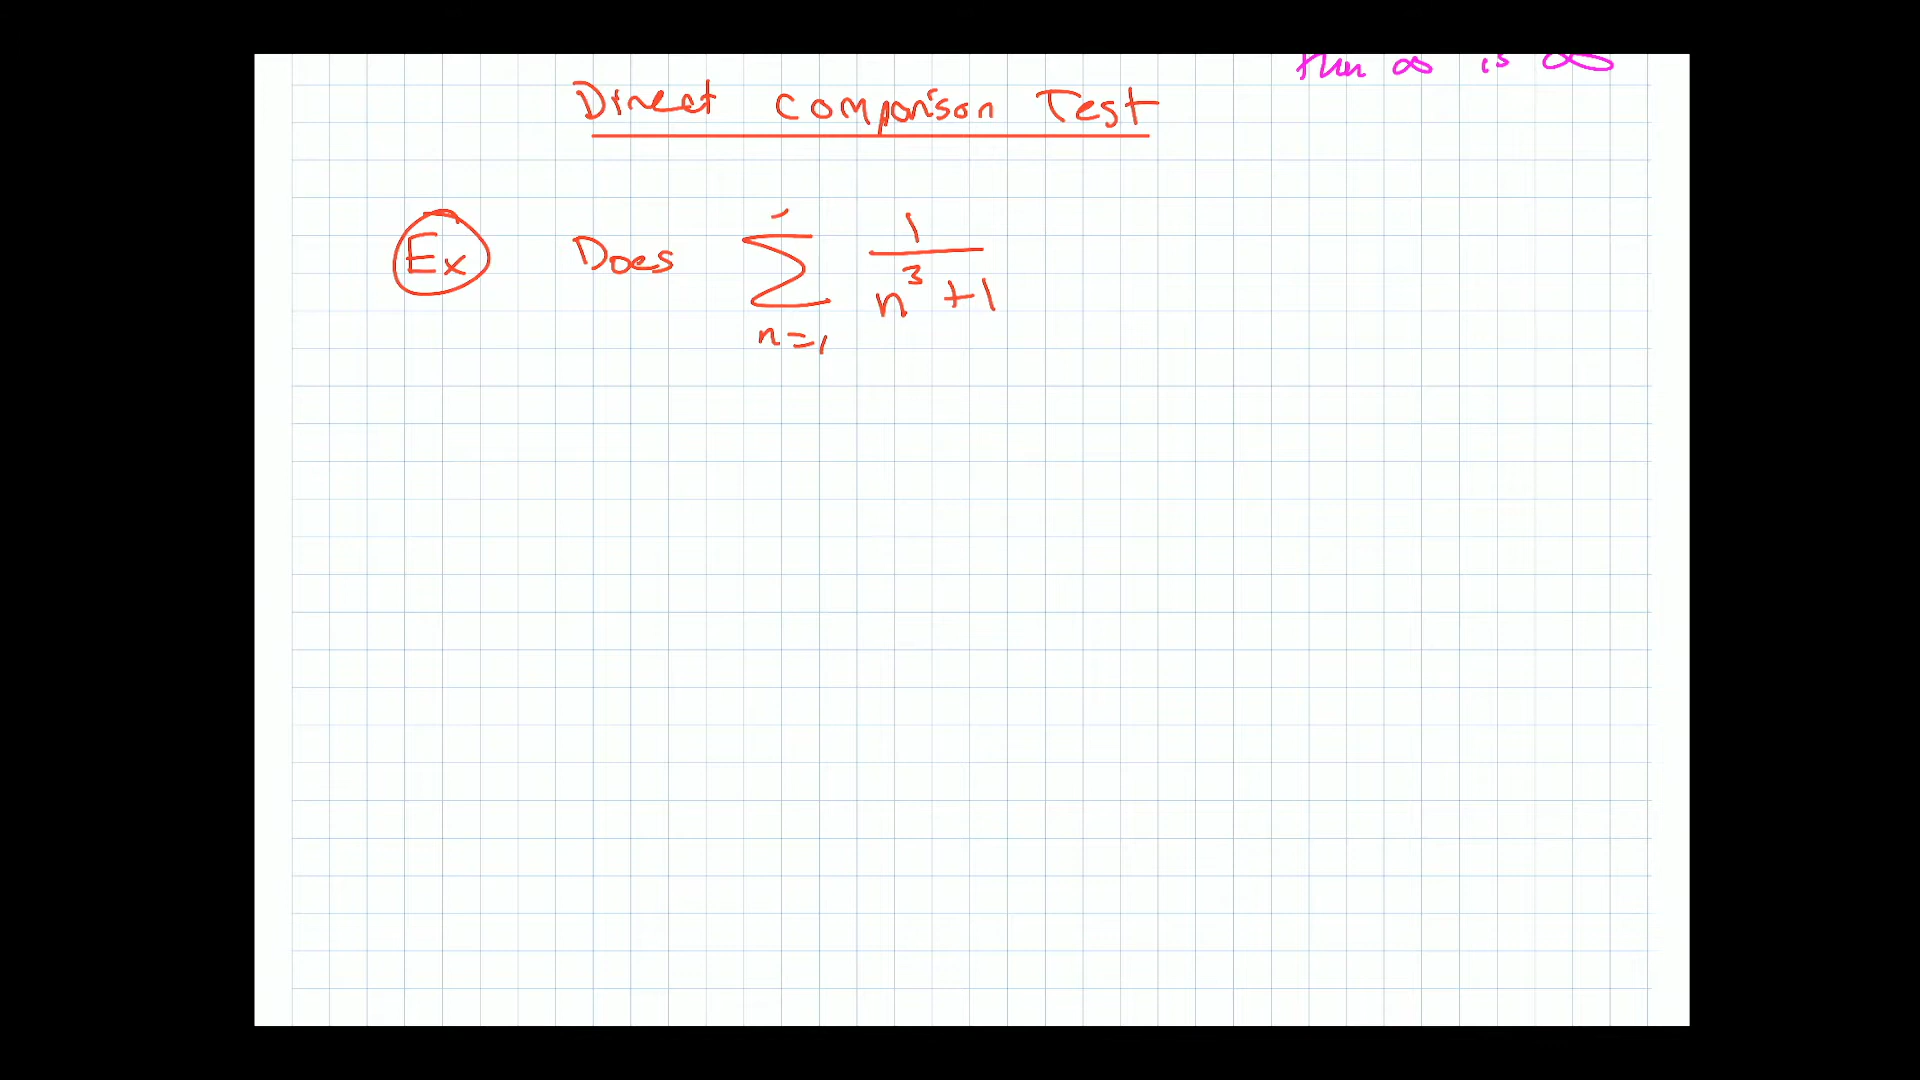 then ∞ is ∞
Direct Comparison Test
Ex Does ∑ n=1 1/(n³+1)